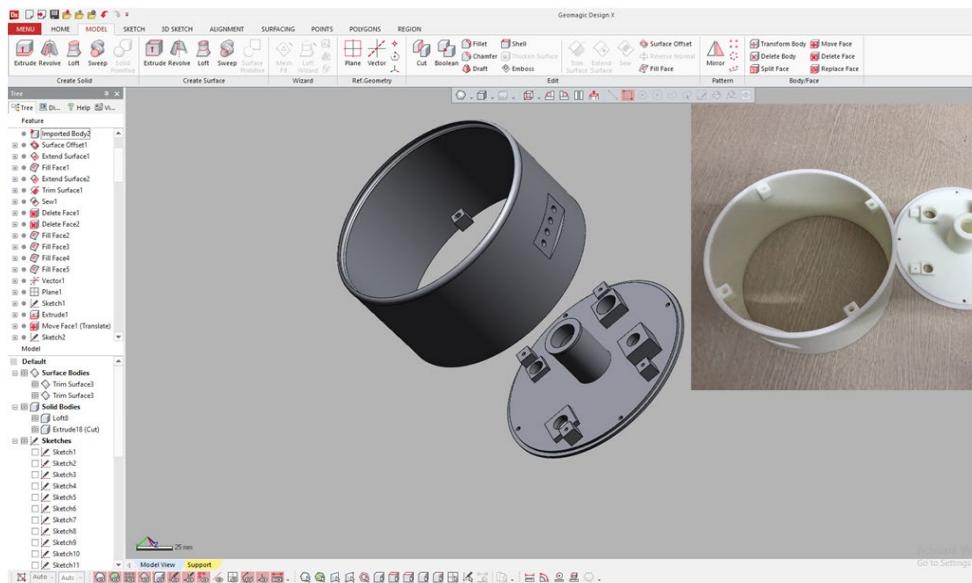 Geomagic Design X
MENU HOME MODEL SKETCH 3D SKETCH ALIGNMENT SURFACING POINTS POLYGONS REGION
Extrude Revolve Loft Sweep Solid Primitive
Create Solid
Extrude Revolve Loft Sweep Surface Primitive
Create Surface
Mesh Fit Loft Wizard
Wizard
Plane Vector
Ref.Geometry
Cut Boolean
Fillet Shell
Chamfer Thicken Surface
Draft Emboss
Trim Surface Extend Surface Sew
Surface Offset
Reverse Normal
Fill Face
Edit
Mirror
Pattern
Transform Body Move Face
Delete Body Delete Face
Split Face Replace Face
Body/Face
Tree
Tree Di... Help Vi...
Feature
Imported Body2
Surface Offset1
Extend Surface1
Fill Face1
Extend Surface2
Trim Surface1
Sew1
Delete Face1
Delete Face2
Fill Face2
Fill Face3
Fill Face4
Fill Face5
Vector1
Plane1
Sketch1
Extrude1
Move Face1 (Translate)
Sketch2
Model
Default
Surface Bodies
Trim Surface3
Trim Surface3
Solid Bodies
Loft8
Extrude18 (Cut)
Sketches
Sketch1
Sketch2
Sketch3
Sketch4
Sketch5
Sketch6
Sketch7
Sketch8
Sketch9
Sketch10
Sketch11
25 mm
Model View Support
Auto Auto
Go to Settings